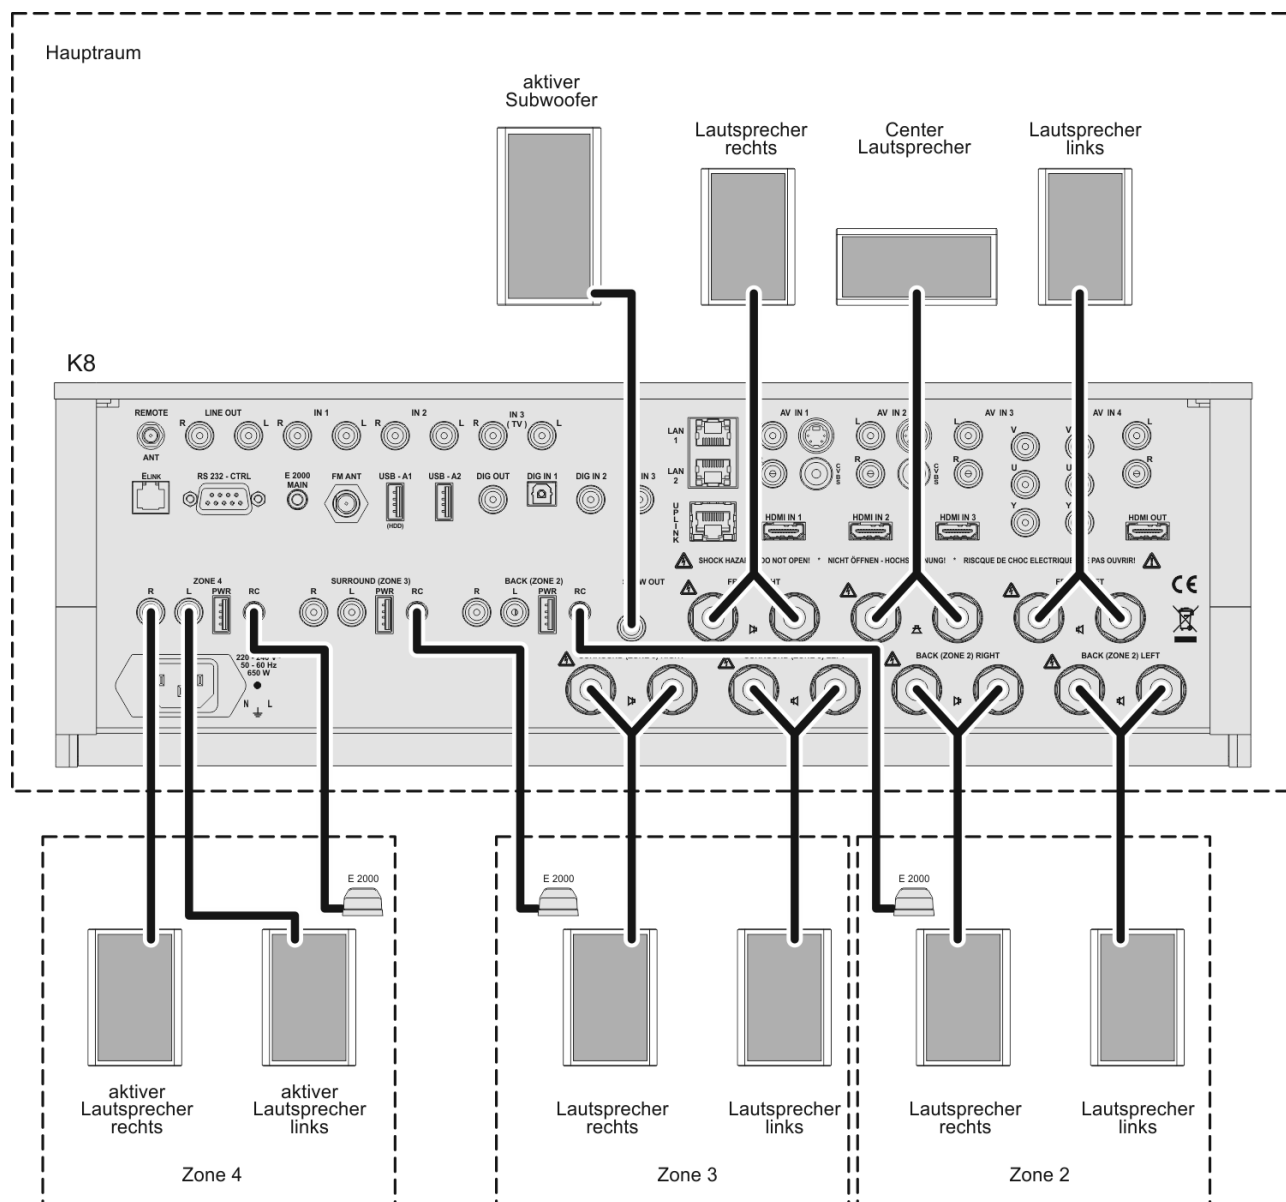 Hauptraum
aktiver
Subwoofer
Lautsprecher
rechts
Center
Lautsprecher
Lautsprecher
links
K8
REMOTE
ANT
LINE OUT
R
L
IN 1
R
L
IN 2
R
L
IN 3
( TV )
R
L
LAN
1
LAN
2
UPLINK
AV IN 1
AV IN 2
L
R
CVBS
CVBS
AV IN 3
L
R
V
U
Y
AV IN 4
V
U
Y
L
R
ELINK
RS 232 - CTRL
E 2000
MAIN
FM ANT
USB - A1
(HDD)
USB - A2
DIG OUT
DIG IN 1
DIG IN 2
IN 3
HDMI IN 1
HDMI IN 2
HDMI IN 3
HDMI OUT
SHOCK HAZA DO NOT OPEN! * NICHT ÖFFNEN - HOCHS NUNG! * RISCQUE DE CHOC ELECTRIQUE E PAS OUVRIR!
CE
ZONE 4
R
L
PWR
RC
SURROUND (ZONE 3)
R
L
PWR
RC
BACK (ZONE 2)
R
L
PWR
RC
W OUT
BACK (ZONE 2) RIGHT
BACK (ZONE 2) LEFT
50 - 60 Hz
650 W
N
L
E 2000
E 2000
E 2000
aktiver
Lautsprecher
rechts
aktiver
Lautsprecher
links
Zone 4
Lautsprecher
rechts
Lautsprecher
links
Zone 3
Lautsprecher
rechts
Lautsprecher
links
Zone 2